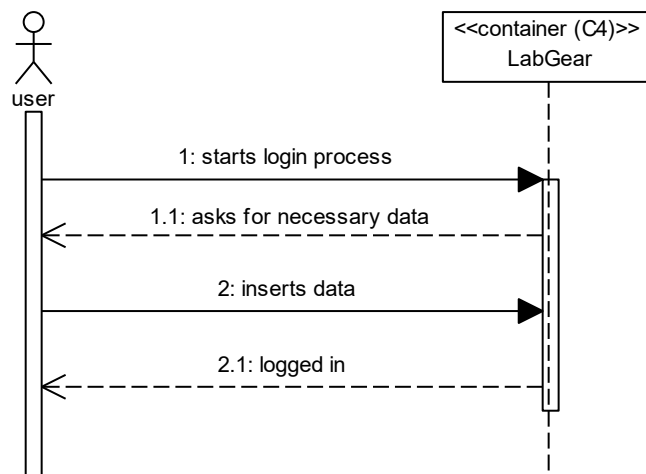 <<container (C4)>>
LabGear
user
1: starts login process
1.1: asks for necessary data
2: inserts data
2.1: logged in